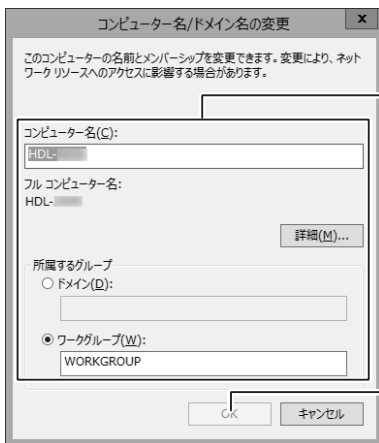 コンピューター名/ドメイン名の変更
x
このコンピューターの名前とメンバーシップを変更できます。変更により、ネット
ワーク リソースへのアクセスに影響する場合があります。
コンピューター名(C):
HDL-
フル コンピューター名:
HDL-
詳細(M)...
所属するグループ
ドメイン(D):
ワークグループ(W):
WORKGROUP
OK
キャンセル